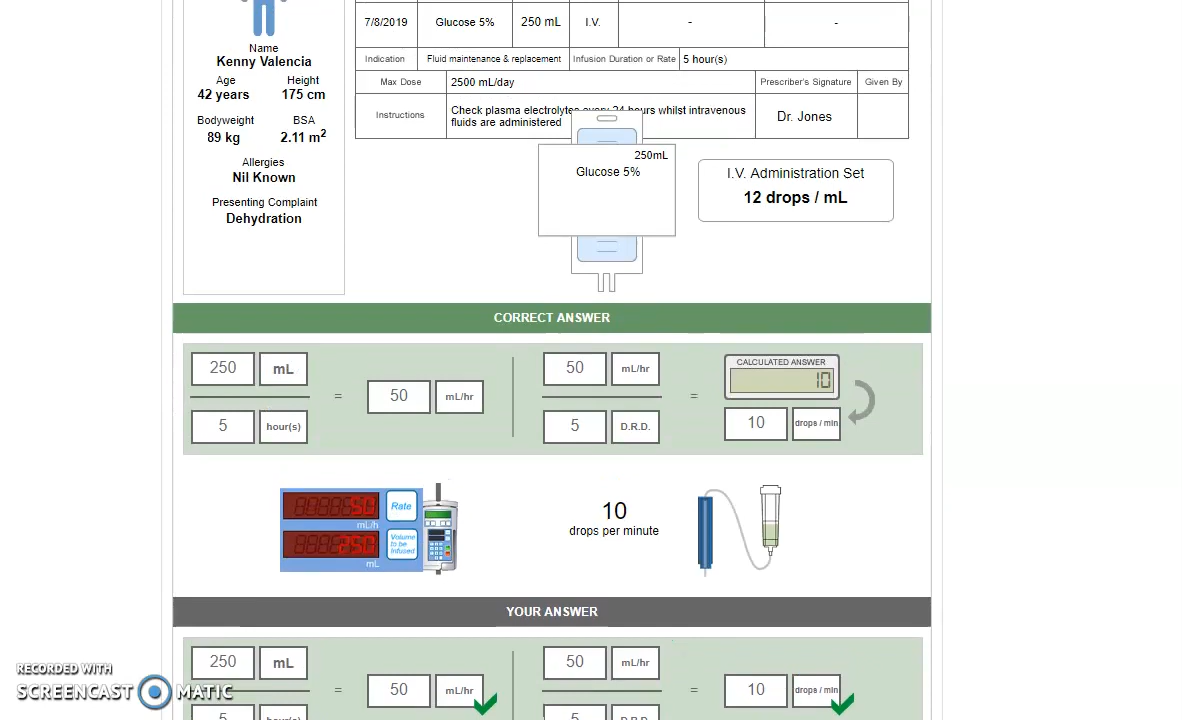 Name
Kenny Valencia
Age Height
42 years 175 cm
Bodyweight BSA
89 kg 2.11 m2
Allergies
Nil Known
Presenting Complaint
Dehydration
7/8/2019 Glucose 5% 250 mL I.V. - -
Indication Fluid maintenance & replacement Infusion Duration or Rate 5 hour(s)
Max Dose 2500 mL/day Prescriber's Signature Given By
Instructions Check plasma electrolytes every 24 hours whilst intravenous
fluids are administered Dr. Jones
250mL
Glucose 5%
I.V. Administration Set
12 drops / mL
CORRECT ANSWER
250 mL 50 mL/hr CALCULATED ANSWER
10
= 50 mL/hr =
5 hour(s) 5 D.R.D. 10 drops / min
50 Rate
mL/h
250 Volume to be infused
mL
10
drops per minute
YOUR ANSWER
250 mL 50 mL/hr
= 50 mL/hr = 10 drops / min
5 hour(s) 5 D.R.D.
RECORDED WITH
SCREENCAST MATIC